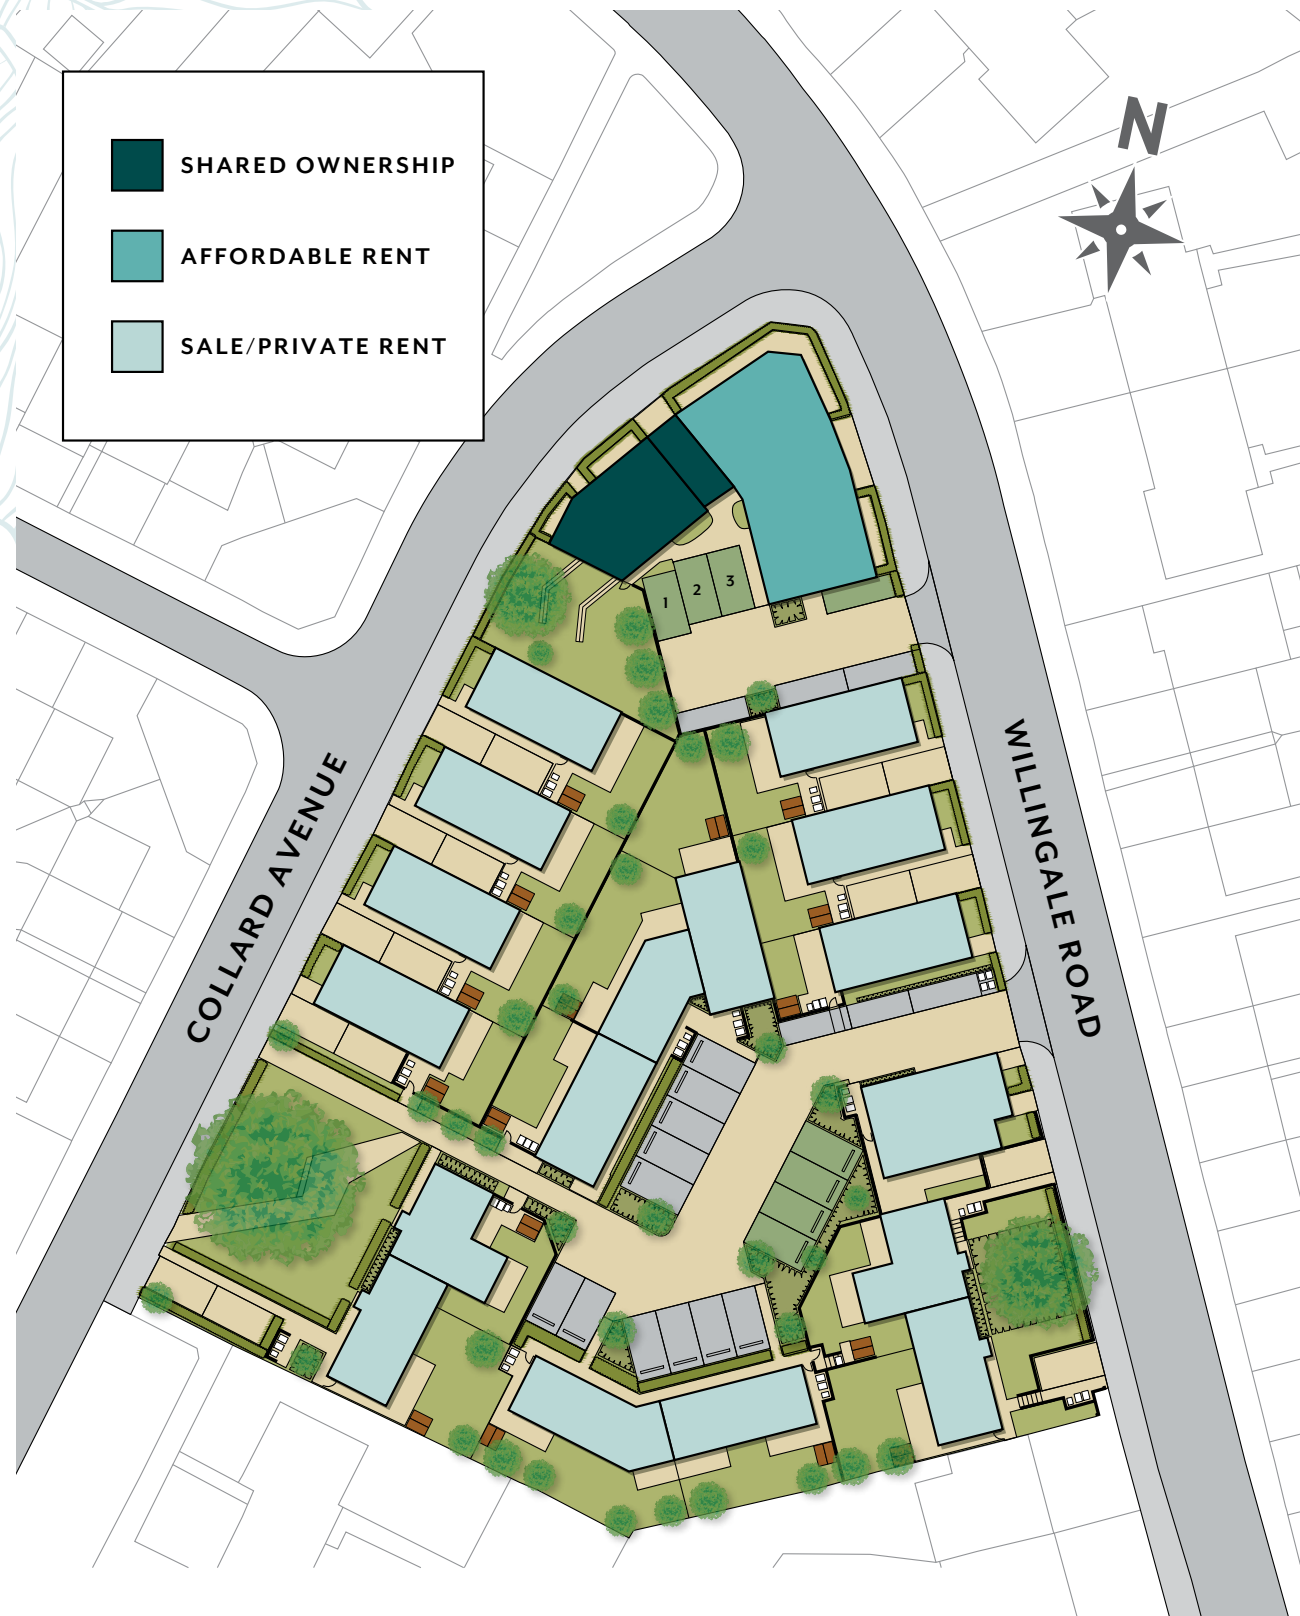 SHARED OWNERSHIP
AFFORDABLE RENT
SALE/PRIVATE RENT
N
1
2
3
COLLARD AVENUE
WILLINGALE ROAD